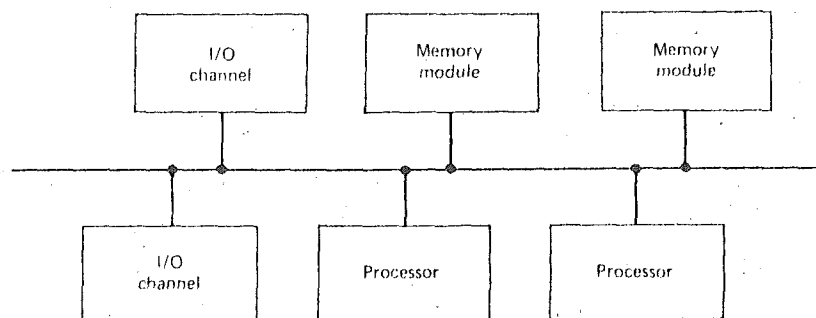 I/O
channel
Memory
module
Memory
module
I/O
channel
Processor
Processor